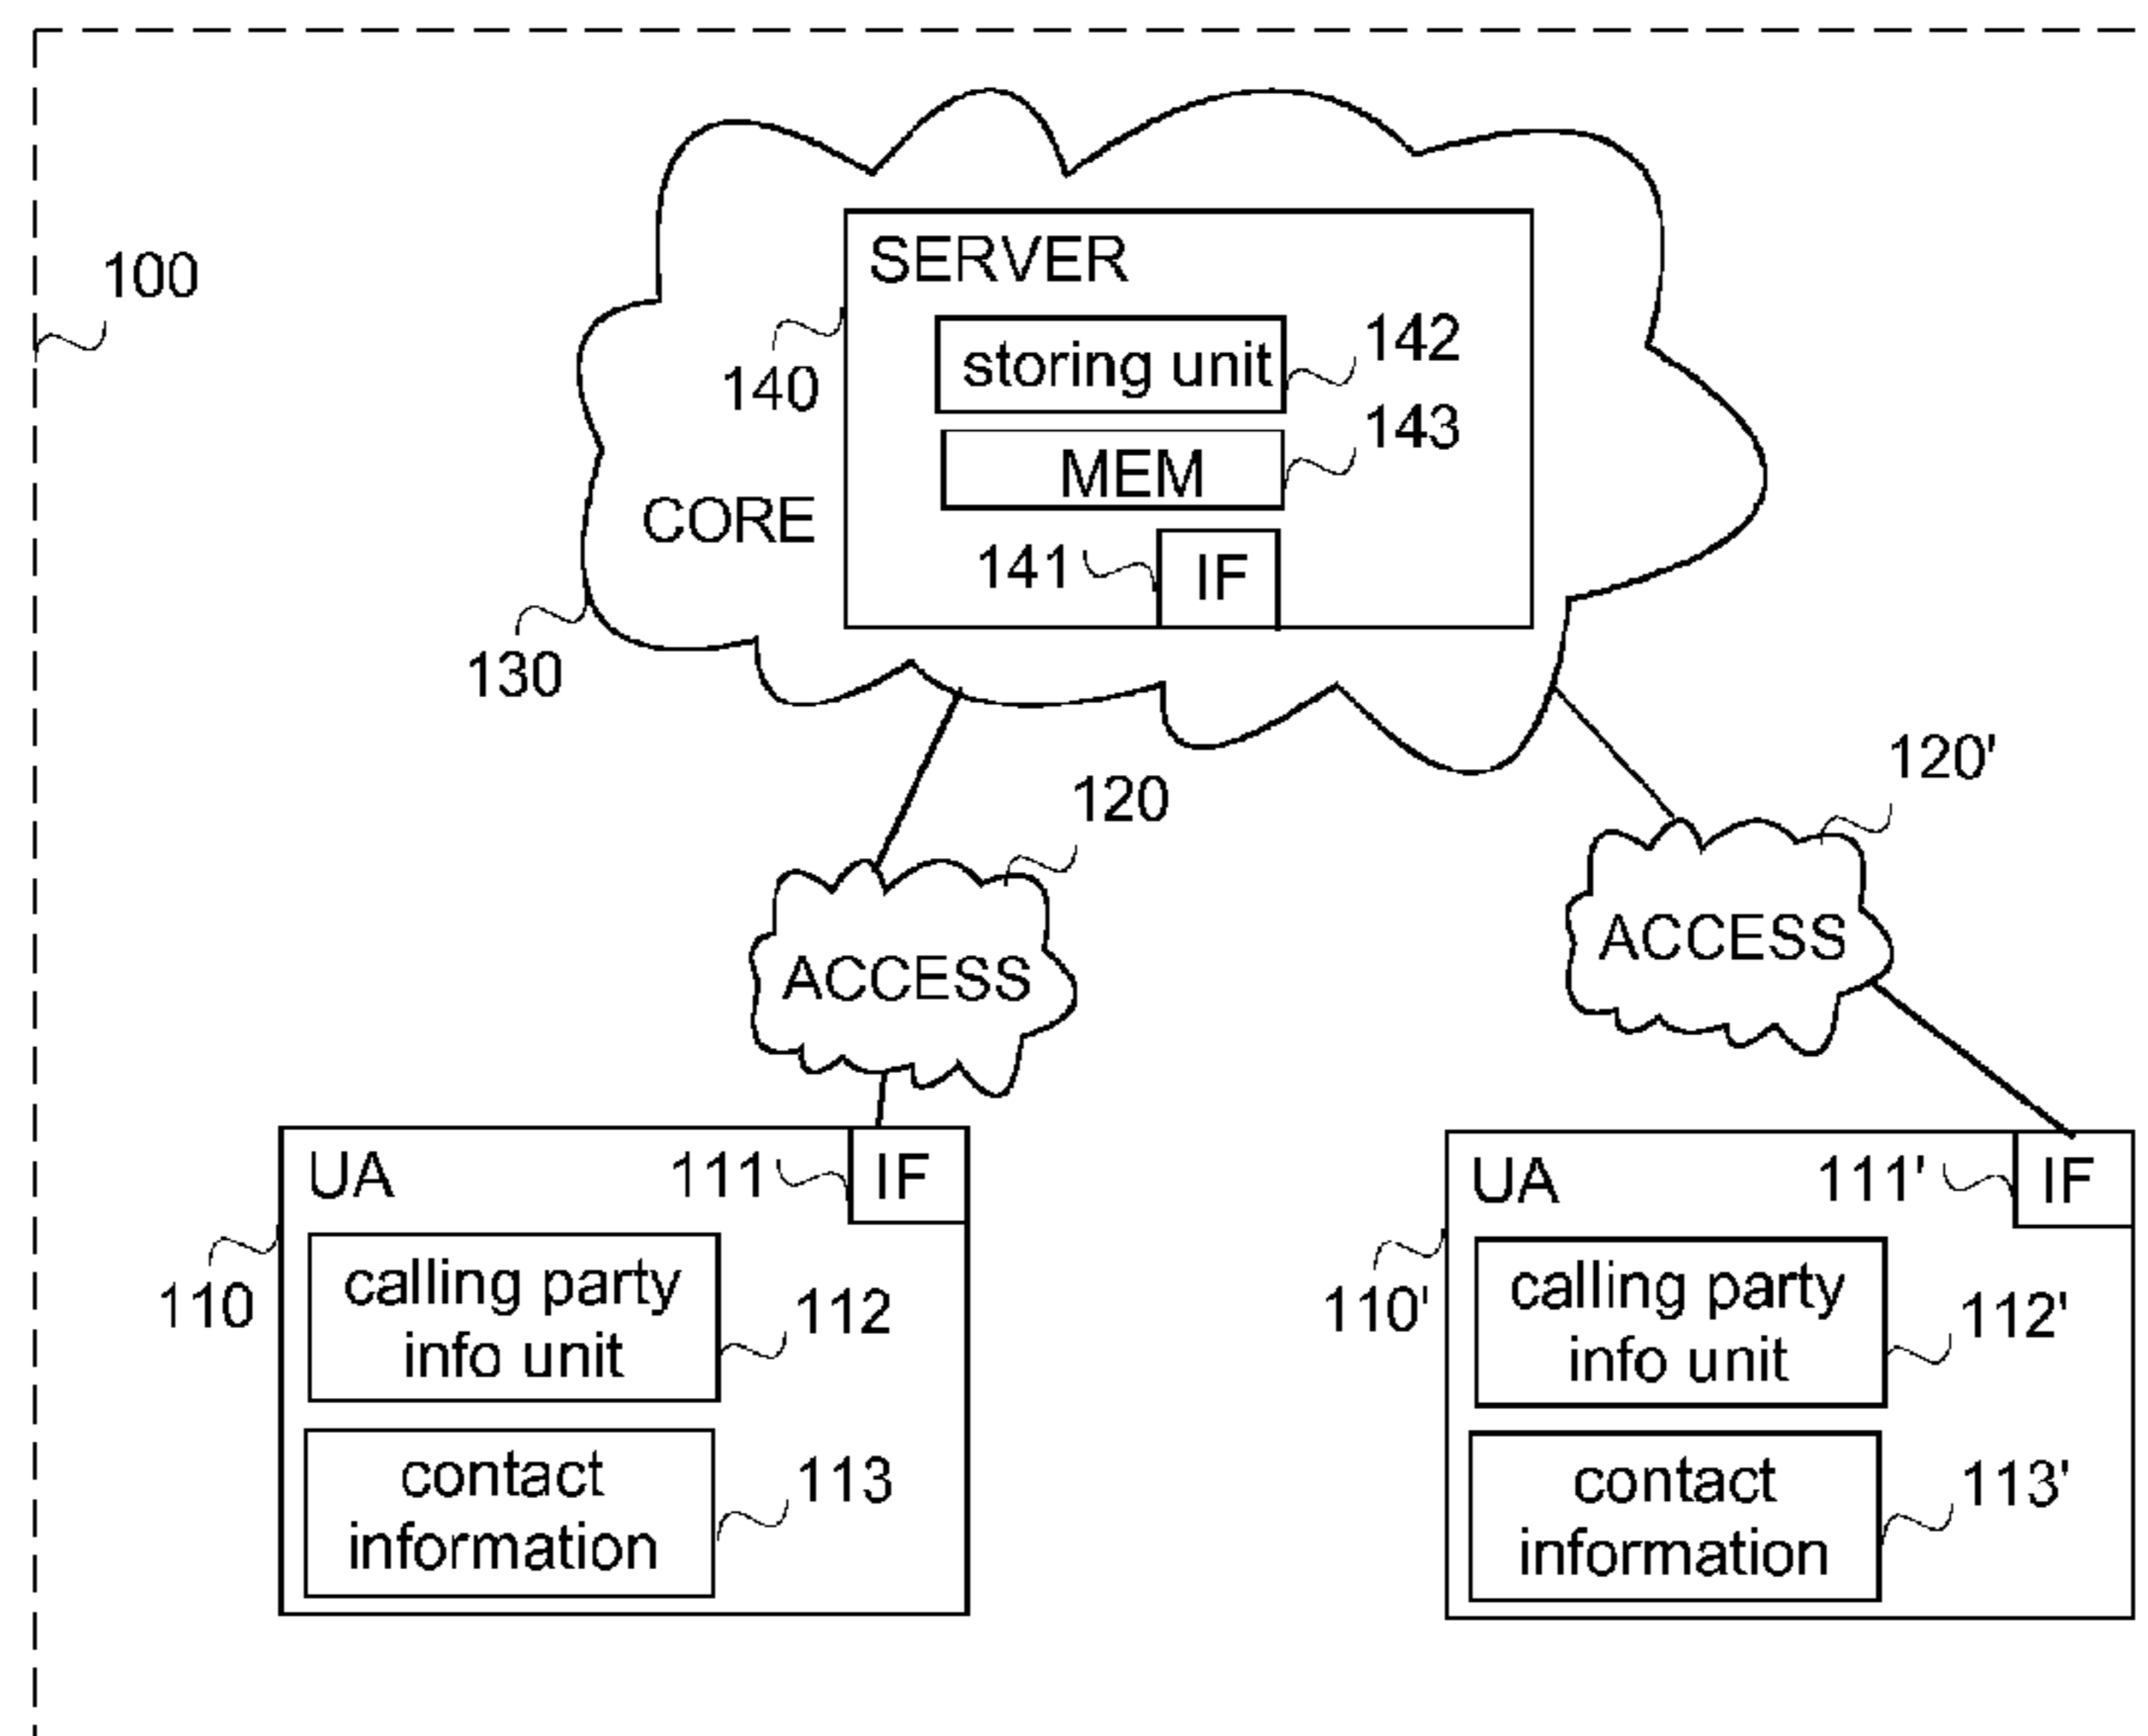 100
SERVER
140
storing unit
142
MEM
143
CORE
141
IF
130
120
120'
ACCESS
ACCESS
UA
111
IF
110
calling party
info unit
112
contact
information
113
UA
111'
IF
110'
calling party
info unit
112'
contact
information
113'